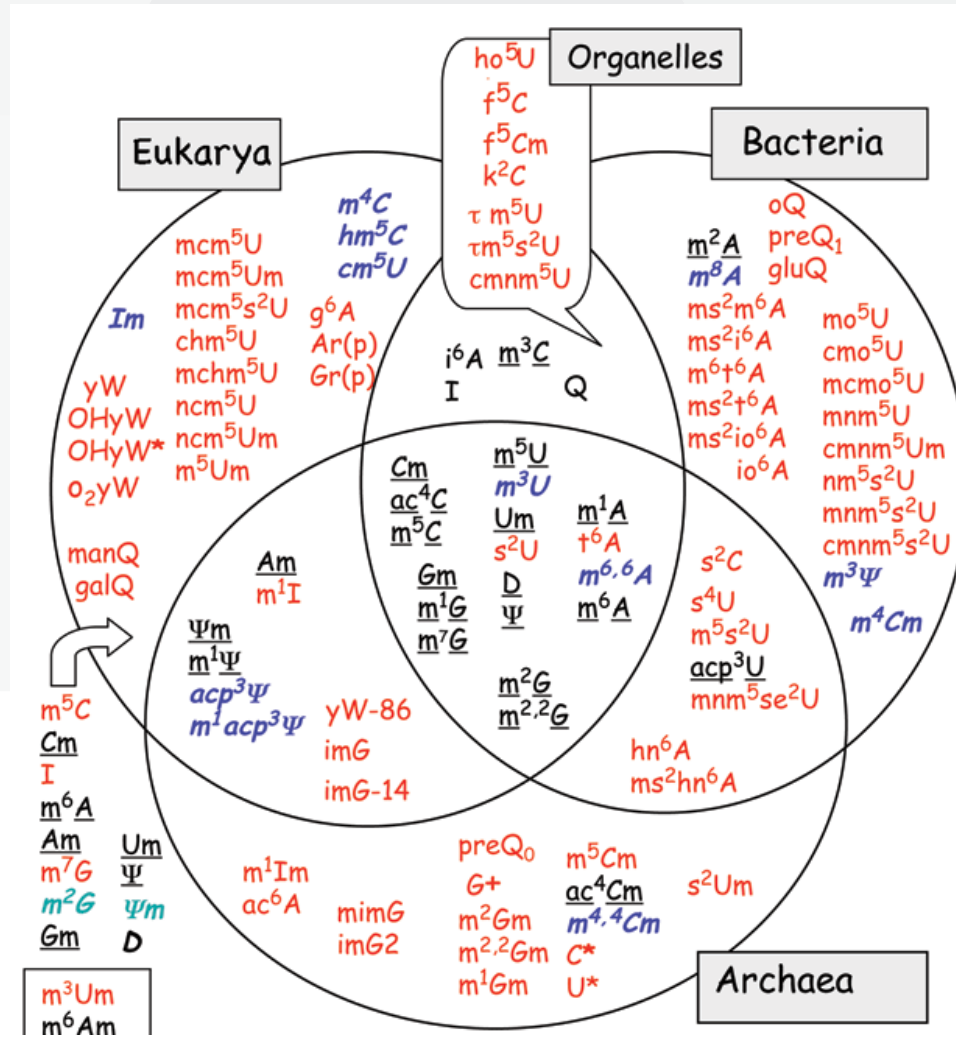 Organelles
ho⁵U
f⁵C
f⁵Cm
k²C
τ m⁵U
τm⁵s²U
cmnm⁵U
Eukarya
m⁴C
hm⁵C
cm⁵U
mcm⁵U
mcm⁵Um
mcm⁵s²U
chm⁵U
mchm⁵U
ncm⁵U
ncm⁵Um
m⁵Um
g⁶A
Ar(p)
Gr(p)
Im
yW
OHyW
OHyW*
o₂yW
manQ
galQ
Bacteria
oQ
preQ₁
gluQ
m²A
m⁸A
ms²m⁶A
ms²i⁶A
m⁶t⁶A
ms²t⁶A
ms²io⁶A
io⁶A
mo⁵U
cmo⁵U
mcmo⁵U
mnm⁵U
cmnm⁵Um
nm⁵s²U
mnm⁵s²U
cmnm⁵s²U
m³Ψ
m⁴Cm
i⁶A m³C
I Q
Cm
ac⁴C
m⁵C
m⁵U
m³U
Um
s²U
m¹A
t⁶A
m⁶,⁶A
m⁶A
Gm
m¹G
m⁷G
D
Ψ
m²G
m²,²G
Am
m¹I
Ψm
m¹Ψ
acp³Ψ
m¹acp³Ψ
yW-86
imG
imG-14
s²C
s⁴U
m⁵s²U
acp³U
mnm⁵se²U
hn⁶A
ms²hn⁶A
m⁵C
Cm
I
m⁶A
Am
m⁷G
m²G
Gm
Um
Ψ
Ψm
D
m³Um
m⁶Am
m¹Im
ac⁶A
mimG
imG2
preQ₀
G+
m²Gm
m²,²Gm
m¹Gm
m⁵Cm
ac⁴Cm
m⁴,⁴Cm
C*
U*
s²Um
Archaea